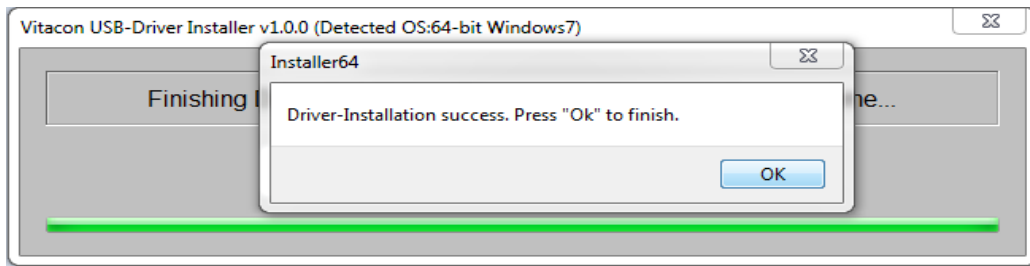 Vitacon USB-Driver Installer v1.0.0 (Detected OS:64-bit Windows7)
Installer64
Finishing
Driver-Installation success. Press "Ok" to finish.
OK